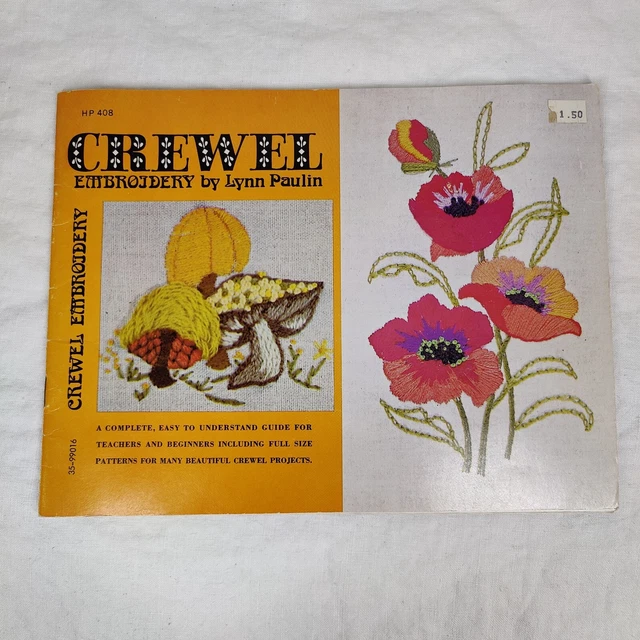 HP 408
CREWEL
EMBROIDERY by Lynn Paulin
CREWEL EMBROIDERY
35-99016
A COMPLETE, EASY TO UNDERSTAND GUIDE FOR
TEACHERS AND BEGINNERS INCLUDING FULL SIZE
PATTERNS FOR MANY BEAUTIFUL CREWEL PROJECTS.
1.50